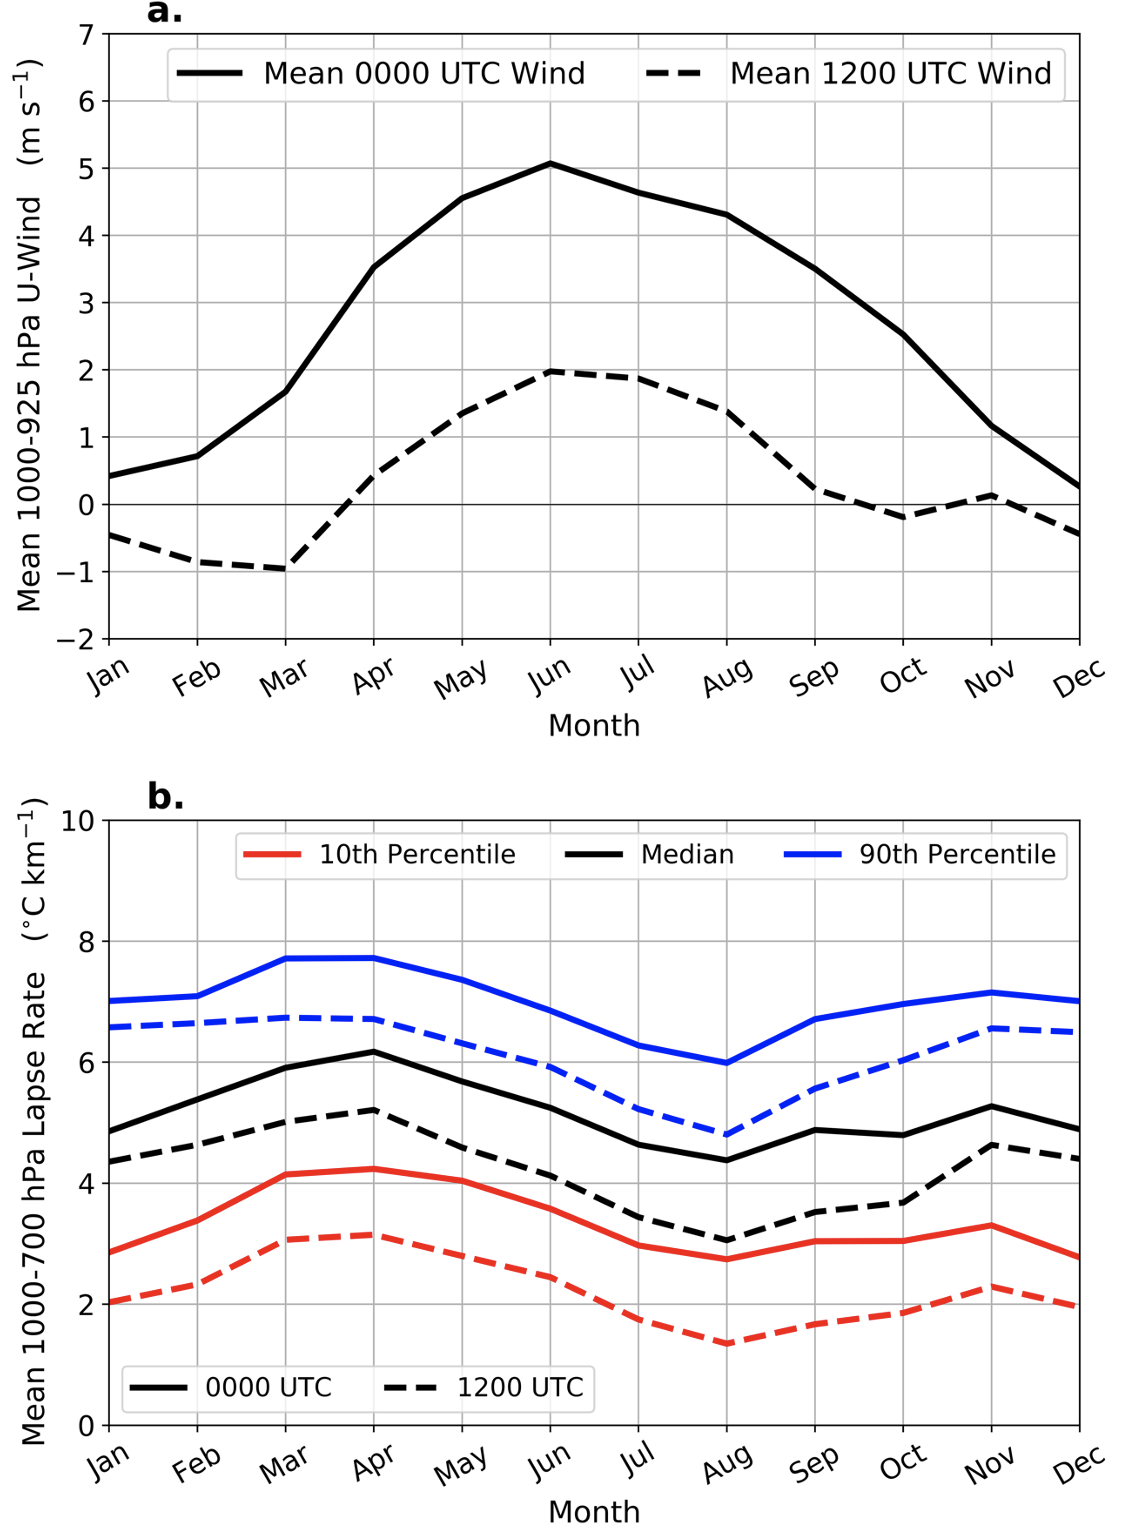 a.
Mean 1000-925 hPa U-Wind (m s⁻¹)
7
6
5
4
3
2
1
0
−1
−2
Mean 0000 UTC Wind Mean 1200 UTC Wind
Jan Feb Mar Apr May Jun Jul Aug Sep Oct Nov Dec
Month
b.
Mean 1000-700 hPa Lapse Rate (°C km⁻¹)
10
8
6
4
2
0
10th Percentile Median 90th Percentile
0000 UTC 1200 UTC
Jan Feb Mar Apr May Jun Jul Aug Sep Oct Nov Dec
Month